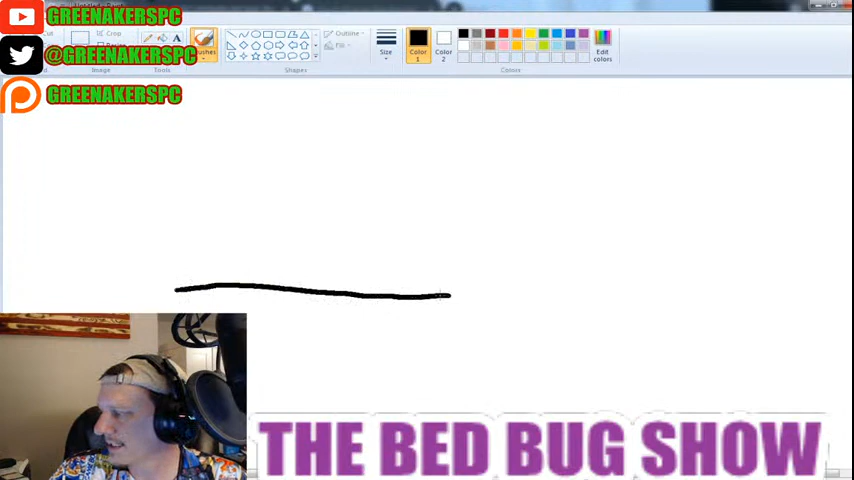 GREENAKERSPC
@GREENAKERSPC
GREENAKERSPC
Crop
Image
Tools
Shapes
Outline
Fill
Size
Color 1
Color 2
Edit colors
Colors
THE BED BUG SHOW